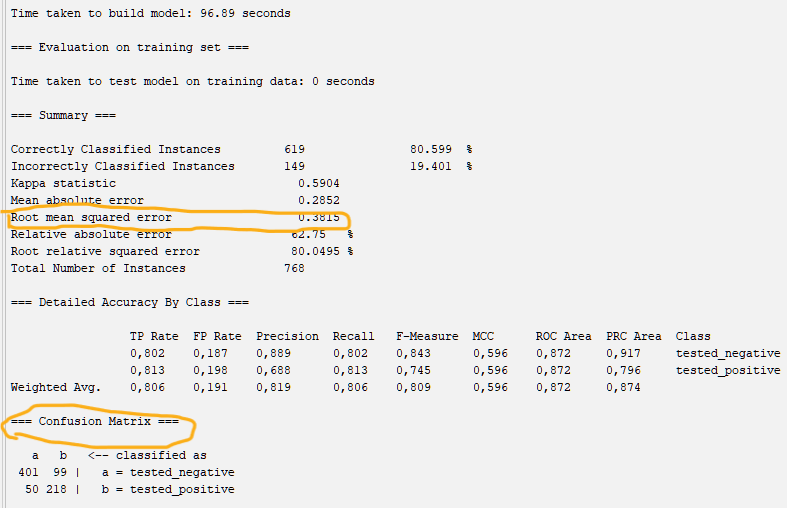 Time taken to build model: 96.89 seconds
=== Evaluation on training set ===
Time taken to test model on training data: 0 seconds
=== Summary ===
Correctly Classified Instances 619 80.599 %
Incorrectly Classified Instances 149 19.401 %
Kappa statistic 0.5904
Mean absolute error 0.2852
Root mean squared error 0.3815
Relative absolute error 62.75 %
Root relative squared error 80.0495 %
Total Number of Instances 768
=== Detailed Accuracy By Class ===
TP Rate FP Rate Precision Recall F-Measure MCC ROC Area PRC Area Class
0,802 0,187 0,889 0,802 0,843 0,596 0,872 0,917 tested_negative
0,813 0,198 0,688 0,813 0,745 0,596 0,872 0,796 tested_positive
Weighted Avg. 0,806 0,191 0,819 0,806 0,809 0,596 0,872 0,874
=== Confusion Matrix ===
a b <-- classified as
401 99 | a = tested_negative
50 218 | b = tested_positive